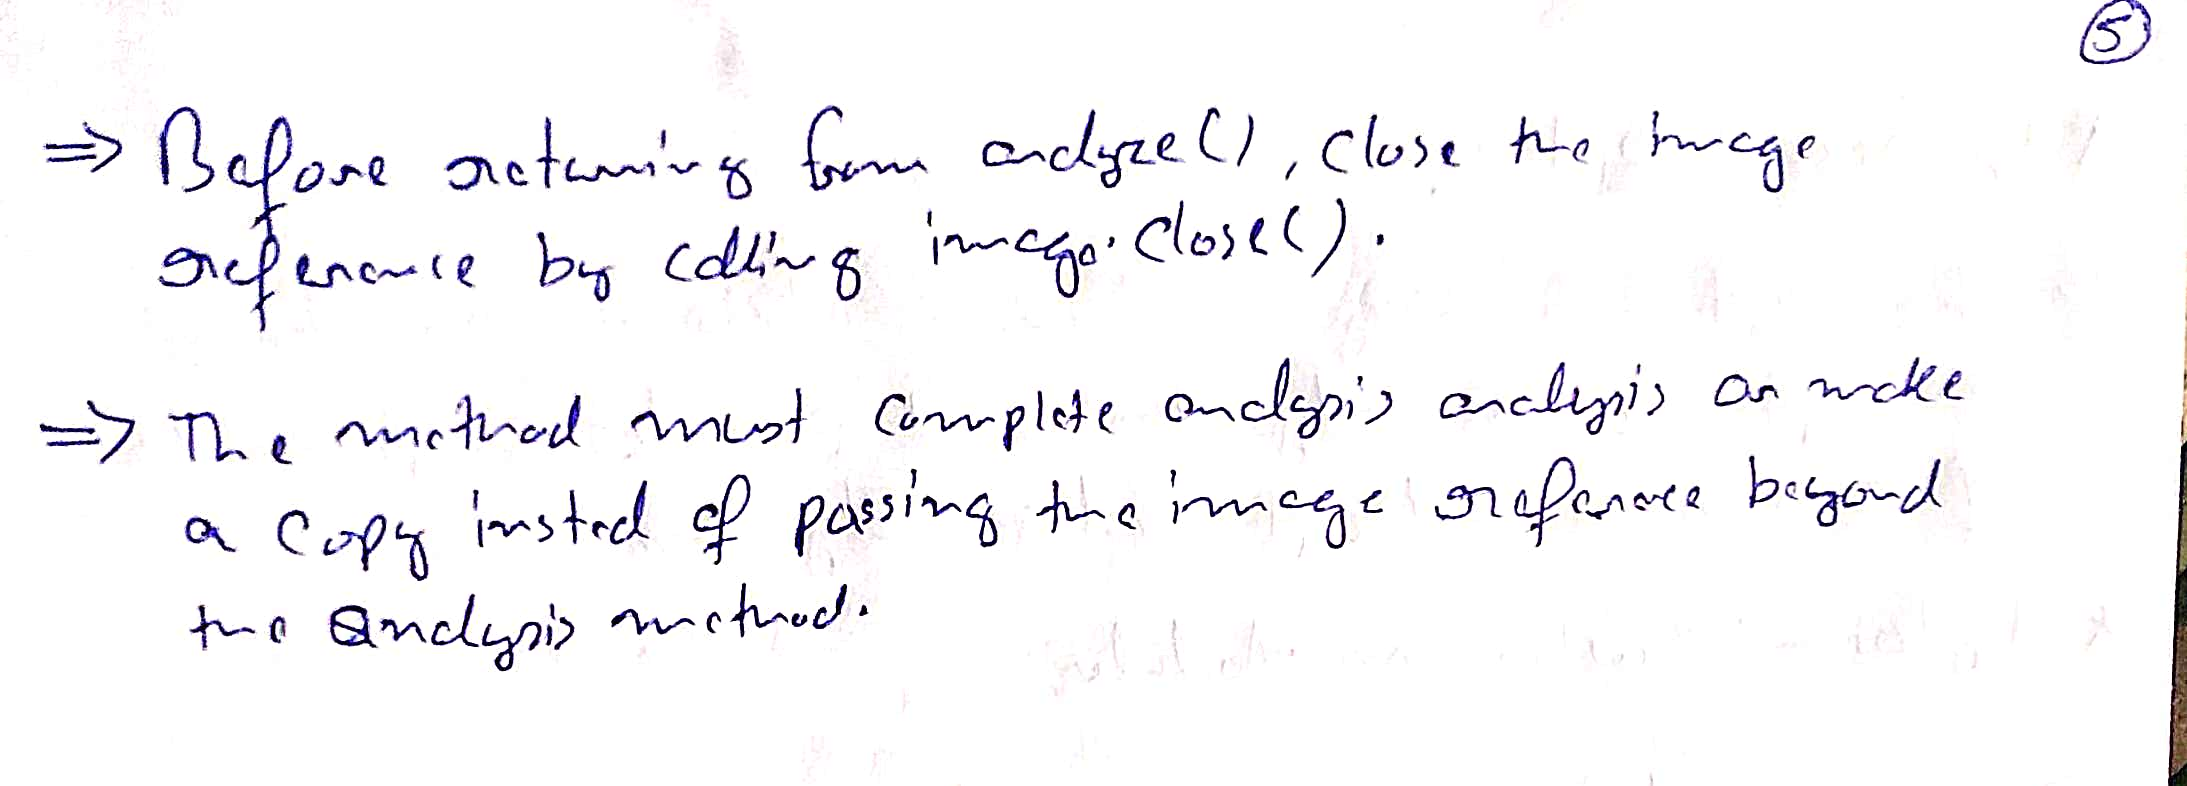 5
=> Before returning from analyze(), close the image
reference by calling image.close().
=> The method must complete analysis analysis or make
a copy insted of passing the image reference beyond
the analysis method.